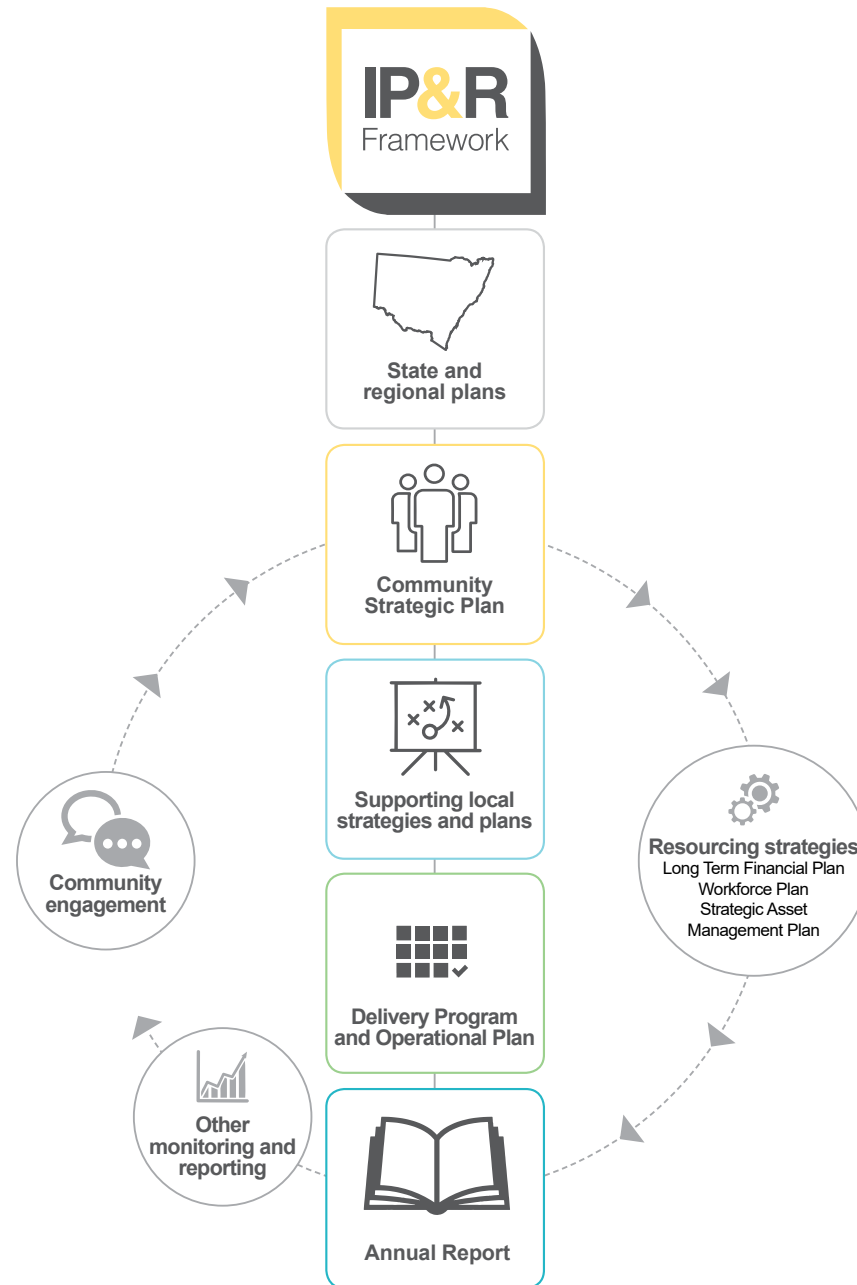 IP&R
Framework
State and
regional plans
Community
Strategic Plan
Supporting local
strategies and plans
Community
engagement
Resourcing strategies
Long Term Financial Plan
Workforce Plan
Strategic Asset
Management Plan
Delivery Program
and Operational Plan
Other
monitoring and
reporting
Annual Report